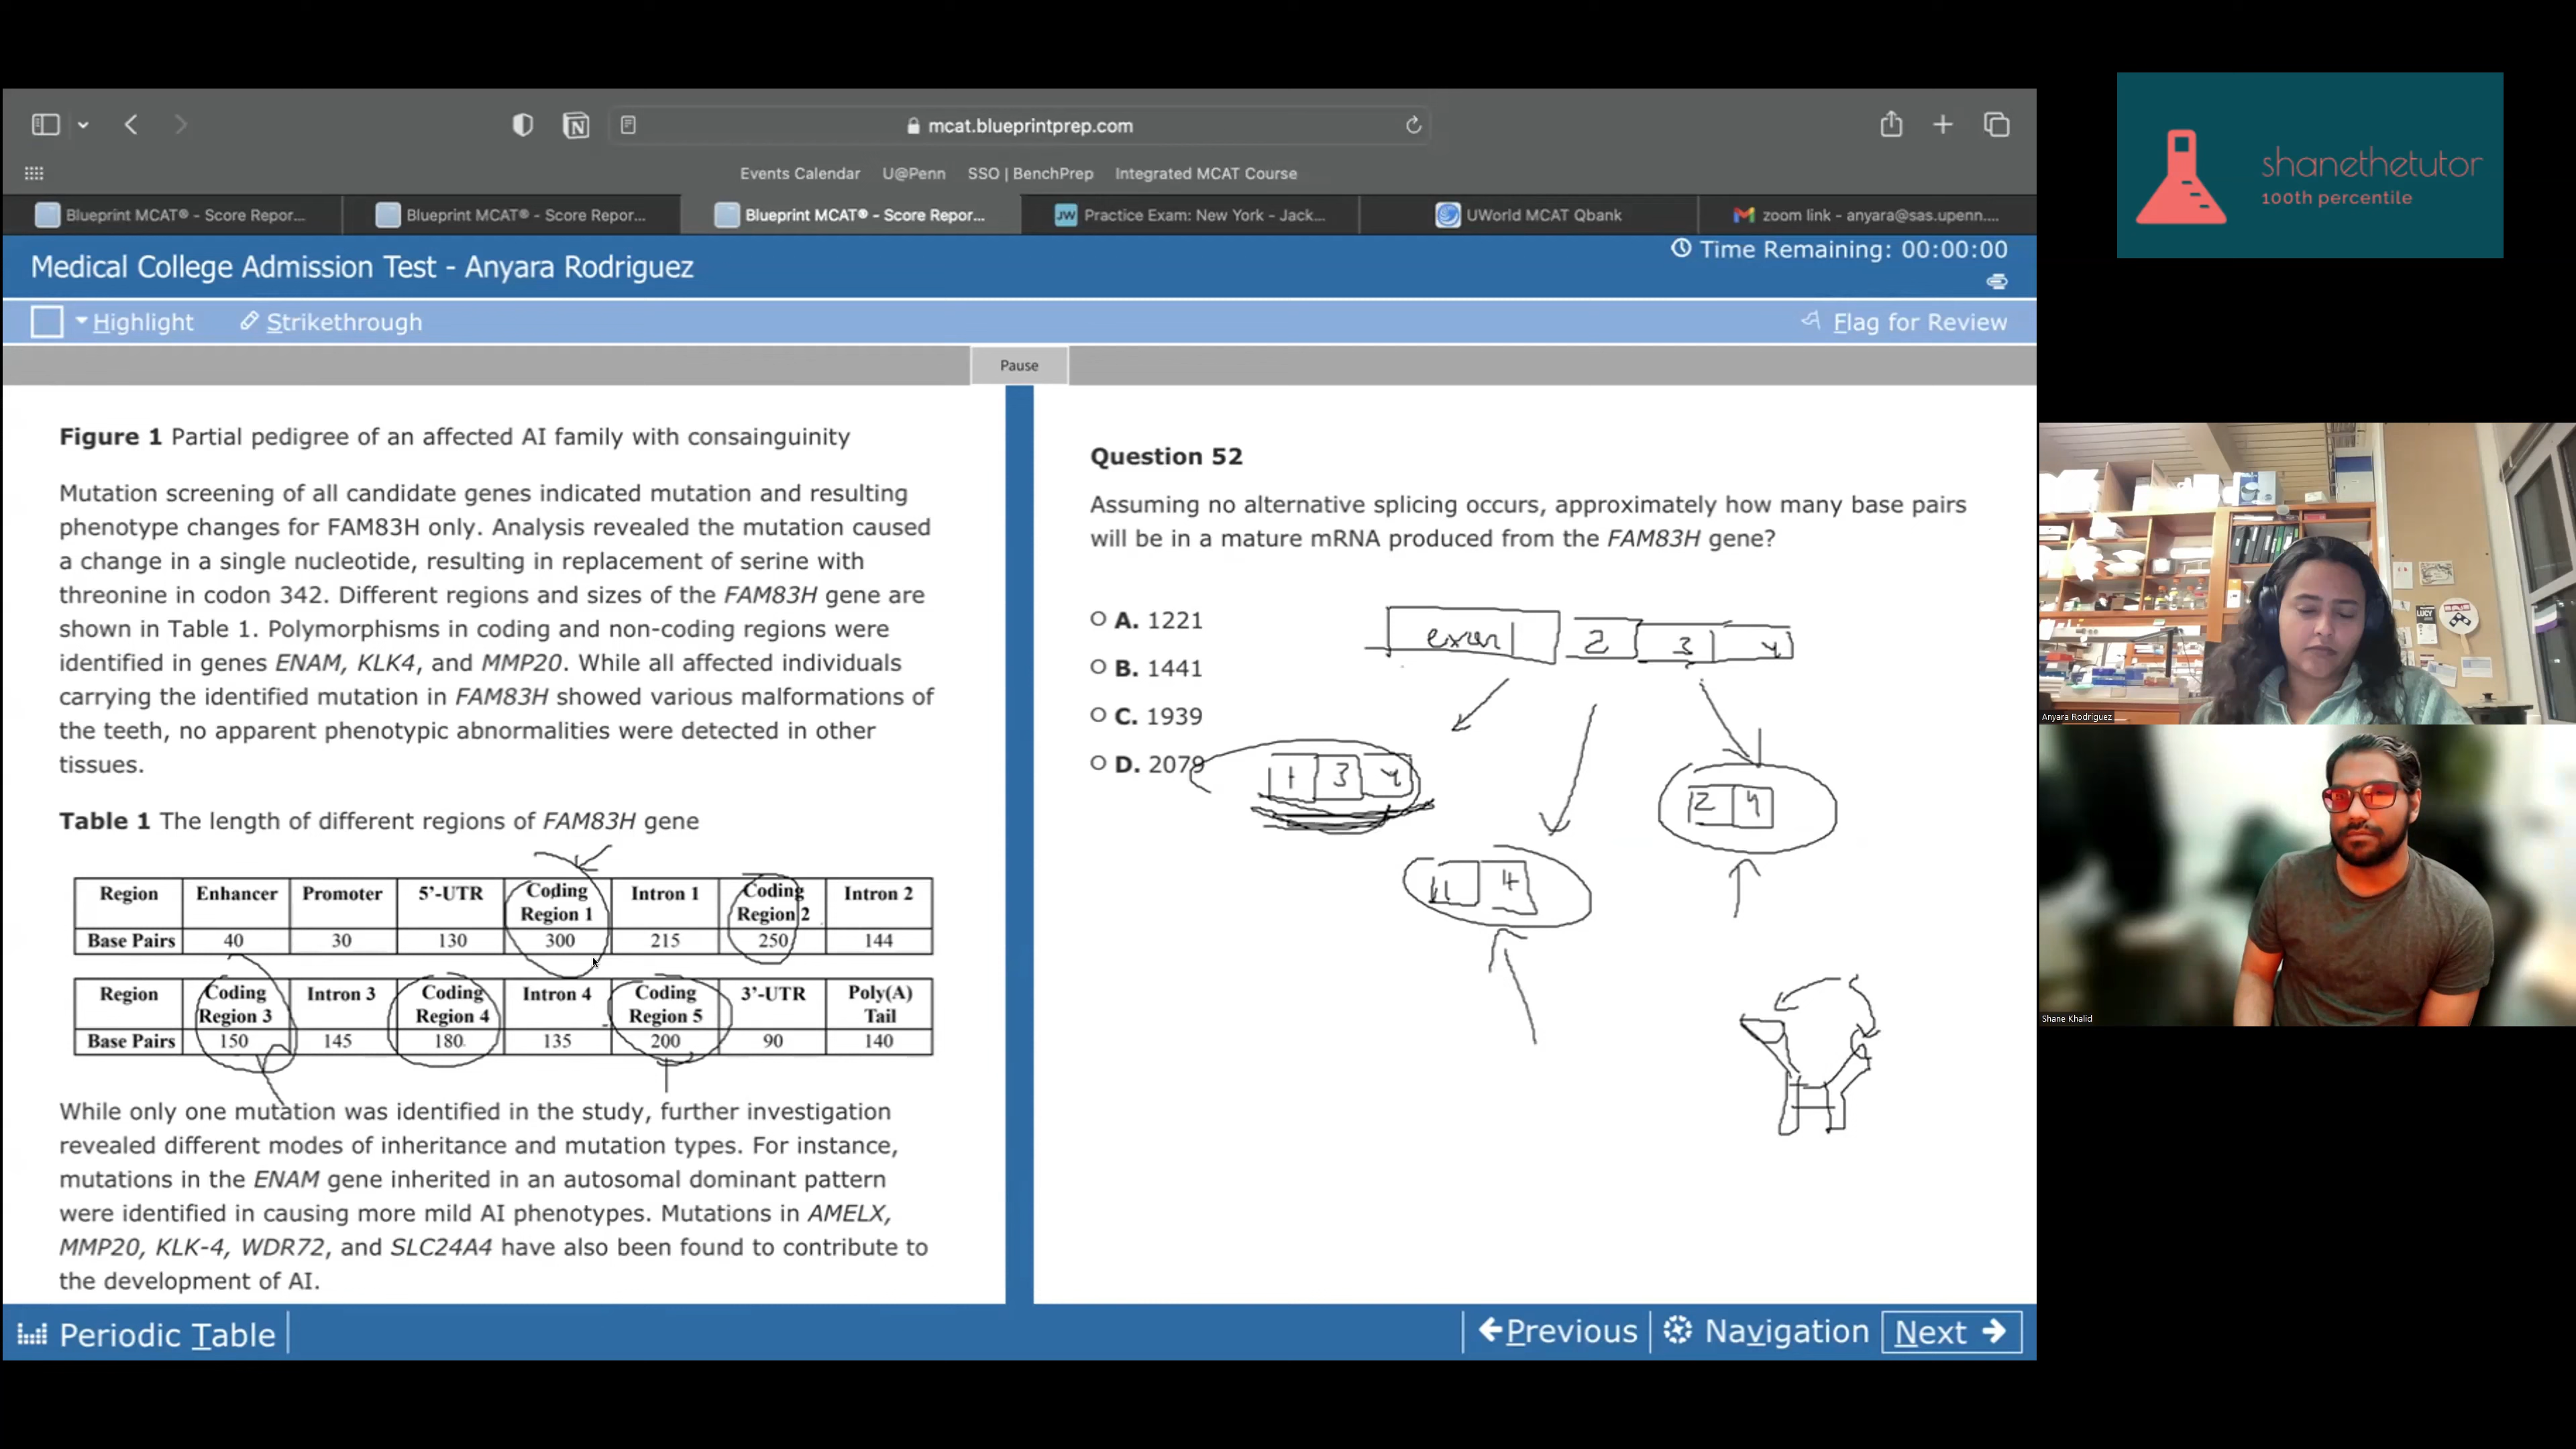 mcat.blueprintprep.com
Events Calendar U@Penn SSO | BenchPrep Integrated MCAT Course
Blueprint MCAT® - Score Repor... Blueprint MCAT® - Score Repor... Blueprint MCAT® - Score Repor... JW Practice Exam: New York - Jack... UWorld MCAT Qbank zoom link - anyara@sas.upenn....
Medical College Admission Test - Anyara Rodriguez
Time Remaining: 00:00:00
Highlight Strikethrough
Flag for Review
Pause
Figure 1 Partial pedigree of an affected AI family with consainguinity
Mutation screening of all candidate genes indicated mutation and resulting
phenotype changes for FAM83H only. Analysis revealed the mutation caused
a change in a single nucleotide, resulting in replacement of serine with
threonine in codon 342. Different regions and sizes of the FAM83H gene are
shown in Table 1. Polymorphisms in coding and non-coding regions were
identified in genes ENAM, KLK4, and MMP20. While all affected individuals
carrying the identified mutation in FAM83H showed various malformations of
the teeth, no apparent phenotypic abnormalities were detected in other
tissues.
Table 1 The length of different regions of FAM83H gene
Region Enhancer Promoter 5'-UTR Coding Region 1 Intron 1 Coding Region 2 Intron 2
Base Pairs 40 30 130 300 215 250 144
Region Coding Region 3 Intron 3 Coding Region 4 Intron 4 Coding Region 5 3'-UTR Poly(A) Tail
Base Pairs 150 145 180 135 200 90 140
While only one mutation was identified in the study, further investigation
revealed different modes of inheritance and mutation types. For instance,
mutations in the ENAM gene inherited in an autosomal dominant pattern
were identified in causing more mild AI phenotypes. Mutations in AMELX,
MMP20, KLK-4, WDR72, and SLC24A4 have also been found to contribute to
the development of AI.
Question 52
Assuming no alternative splicing occurs, approximately how many base pairs
will be in a mature mRNA produced from the FAM83H gene?
A. 1221
B. 1441
C. 1939
D. 2079
exon 1 2 3 4
1 3 4
2 4
1 4
Periodic Table
Previous Navigation Next
shanethetutor
100th percentile
Anyara Rodriguez
Shane Khalid